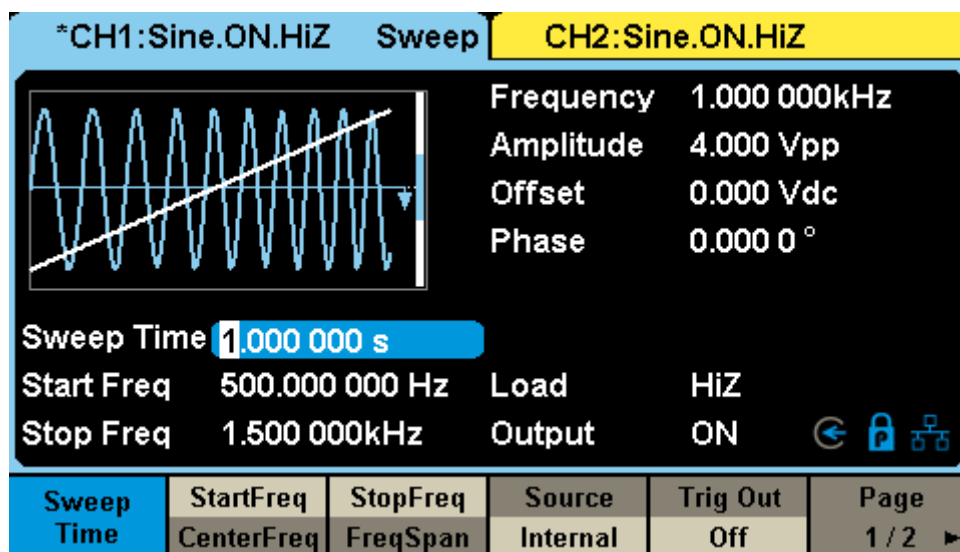 *CH1:Sine.ON.HiZ Sweep CH2:Sine.ON.HiZ
Frequency 1.000 000kHz
Amplitude 4.000 Vpp
Offset 0.000 Vdc
Phase 0.000 0 °
Sweep Time 1.000 000 s
Start Freq 500.000 000 Hz Load HiZ
Stop Freq 1.500 000kHz Output ON
Sweep Time
StartFreq
CenterFreq
StopFreq
FreqSpan
Source
Internal
Trig Out
Off
Page
1/2 ►